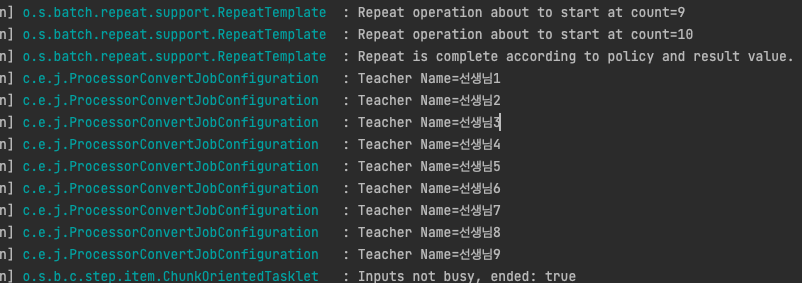 n] o.s.batch.repeat.support.RepeatTemplate : Repeat operation about to start at count=9
n] o.s.batch.repeat.support.RepeatTemplate : Repeat operation about to start at count=10
n] o.s.batch.repeat.support.RepeatTemplate : Repeat is complete according to policy and result value.
n] c.e.j.ProcessorConvertJobConfiguration : Teacher Name=선생님1
n] c.e.j.ProcessorConvertJobConfiguration : Teacher Name=선생님2
n] c.e.j.ProcessorConvertJobConfiguration : Teacher Name=선생님3
n] c.e.j.ProcessorConvertJobConfiguration : Teacher Name=선생님4
n] c.e.j.ProcessorConvertJobConfiguration : Teacher Name=선생님5
n] c.e.j.ProcessorConvertJobConfiguration : Teacher Name=선생님6
n] c.e.j.ProcessorConvertJobConfiguration : Teacher Name=선생님7
n] c.e.j.ProcessorConvertJobConfiguration : Teacher Name=선생님8
n] c.e.j.ProcessorConvertJobConfiguration : Teacher Name=선생님9
n] o.s.b.c.step.item.ChunkOrientedTasklet : Inputs not busy, ended: true